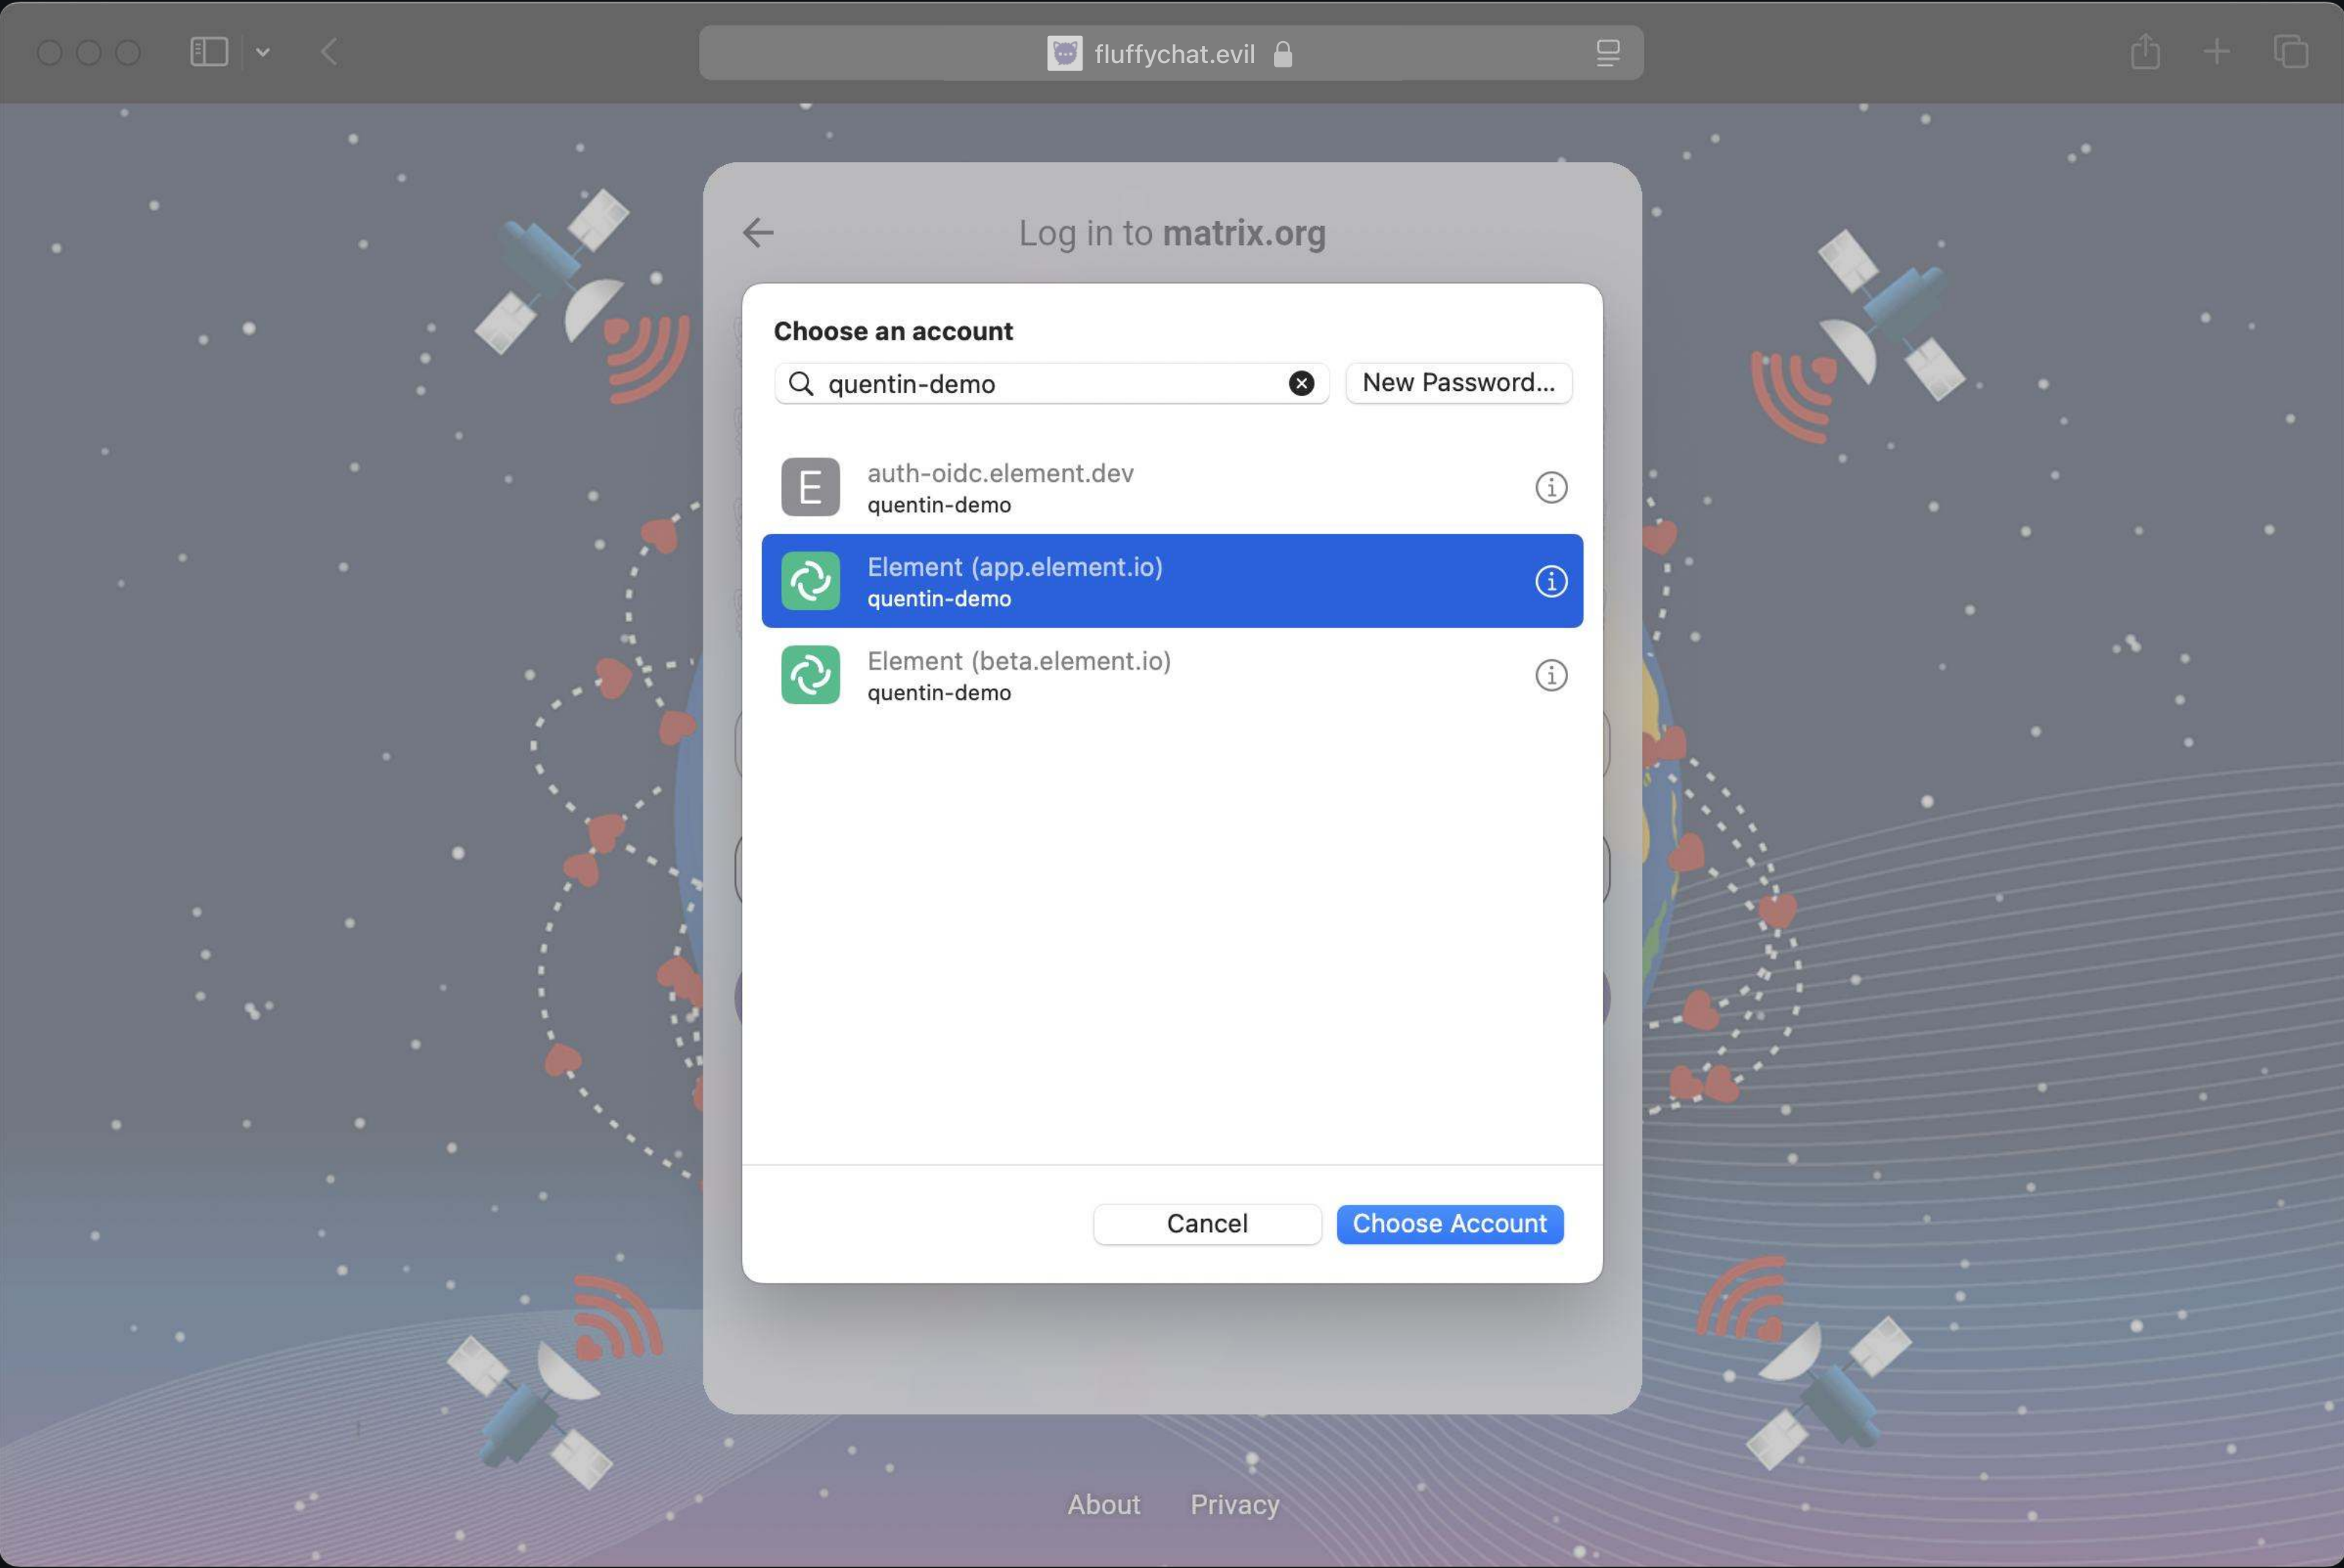 fluffychat.evil
Log in to matrix.org
Choose an account
quentin-demo
New Password...
E
auth-oidc.element.dev
quentin-demo
Element (app.element.io)
quentin-demo
Element (beta.element.io)
quentin-demo
Cancel
Choose Account
About
Privacy